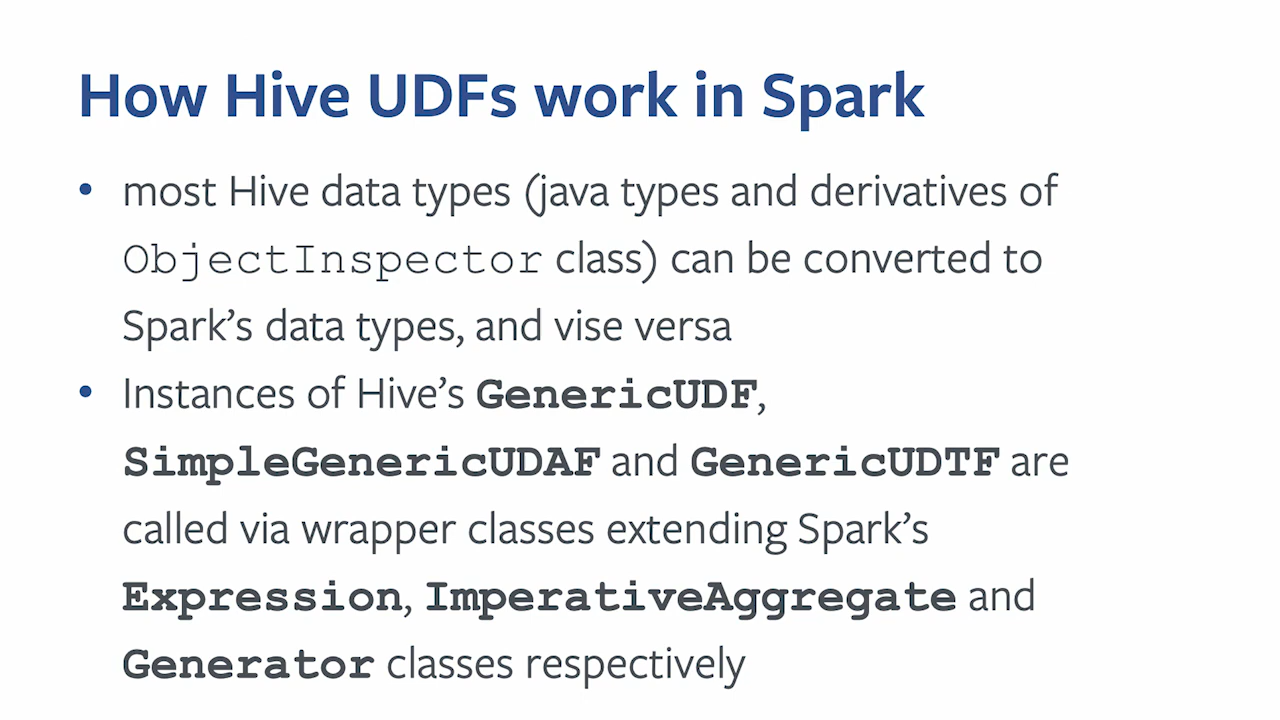 How Hive UDFs work in Spark
• most Hive data types (java types and derivatives of
ObjectInspector class) can be converted to
Spark’s data types, and vise versa
• Instances of Hive’s GenericUDF,
SimpleGenericUDAF and GenericUDTF are
called via wrapper classes extending Spark’s
Expression, ImperativeAggregate and
Generator classes respectively